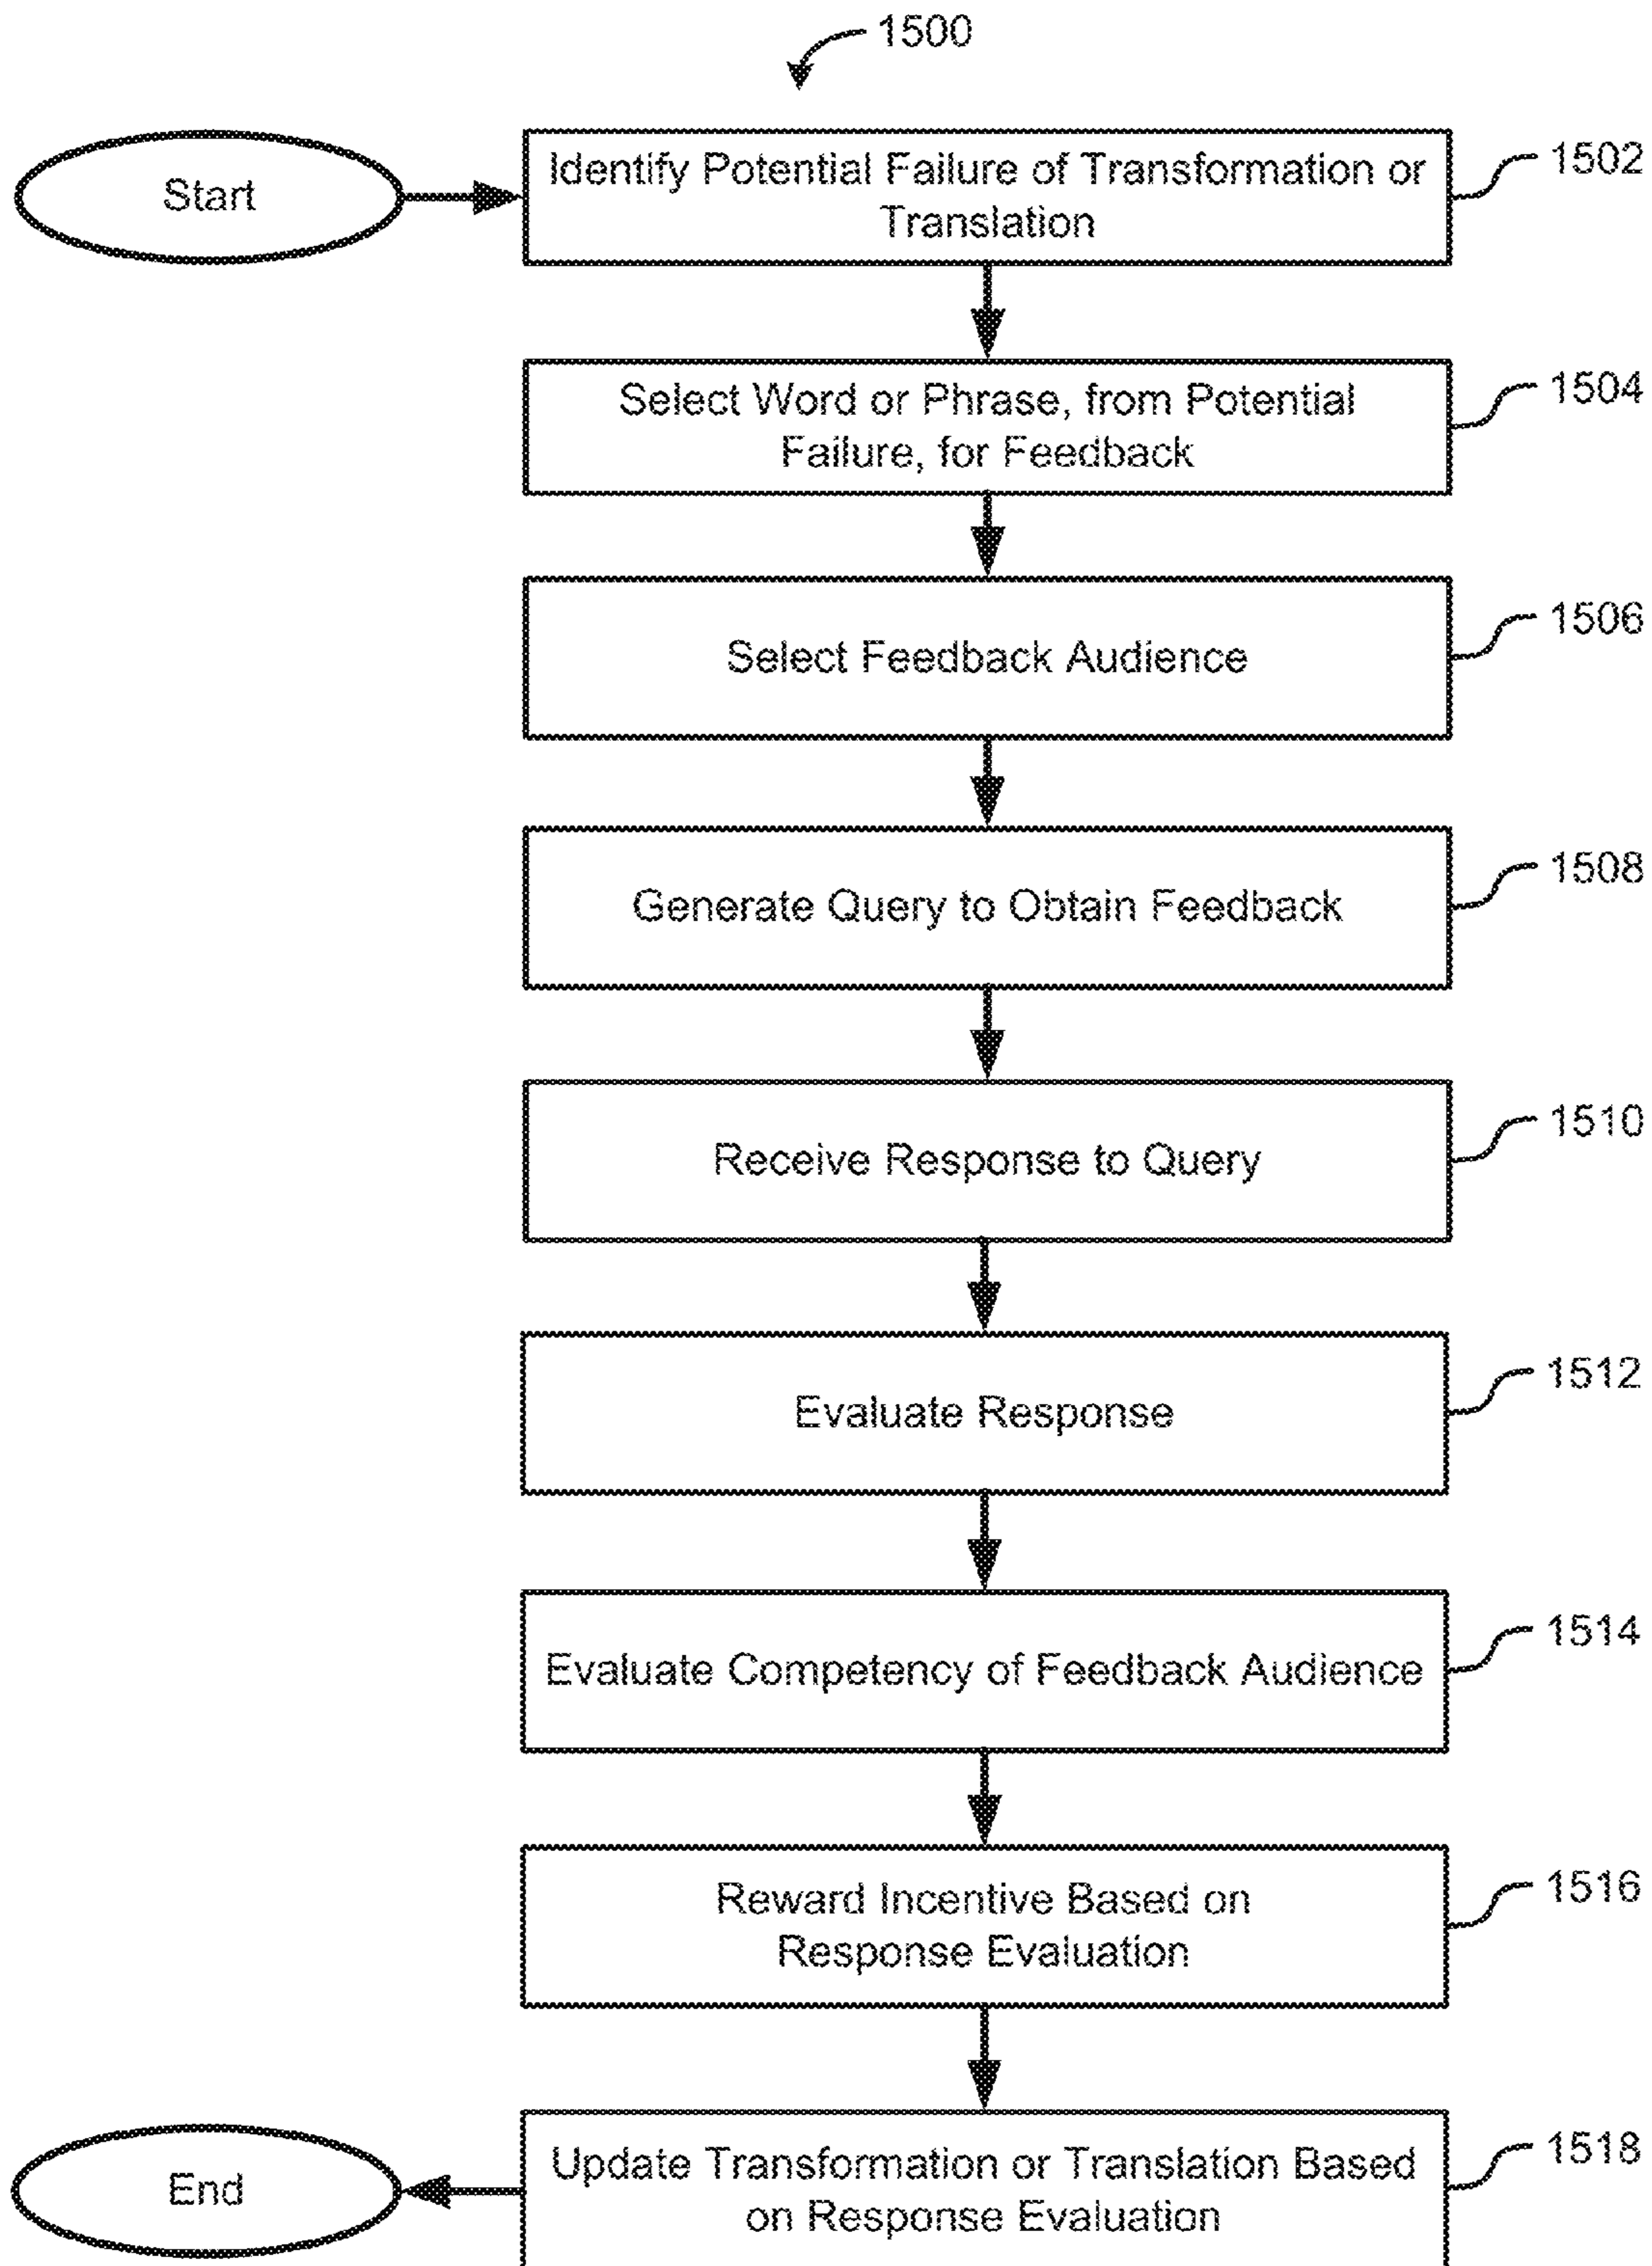 1500
Start
Identify Potential Failure of Transformation or
Translation
1502
Select Word or Phrase, from Potential
Failure, for Feedback
1504
Select Feedback Audience
1506
Generate Query to Obtain Feedback
1508
Receive Response to Query
1510
Evaluate Response
1512
Evaluate Competency of Feedback Audience
1514
Reward Incentive Based on
Response Evaluation
1516
Update Transformation or Translation Based
on Response Evaluation
1518
End